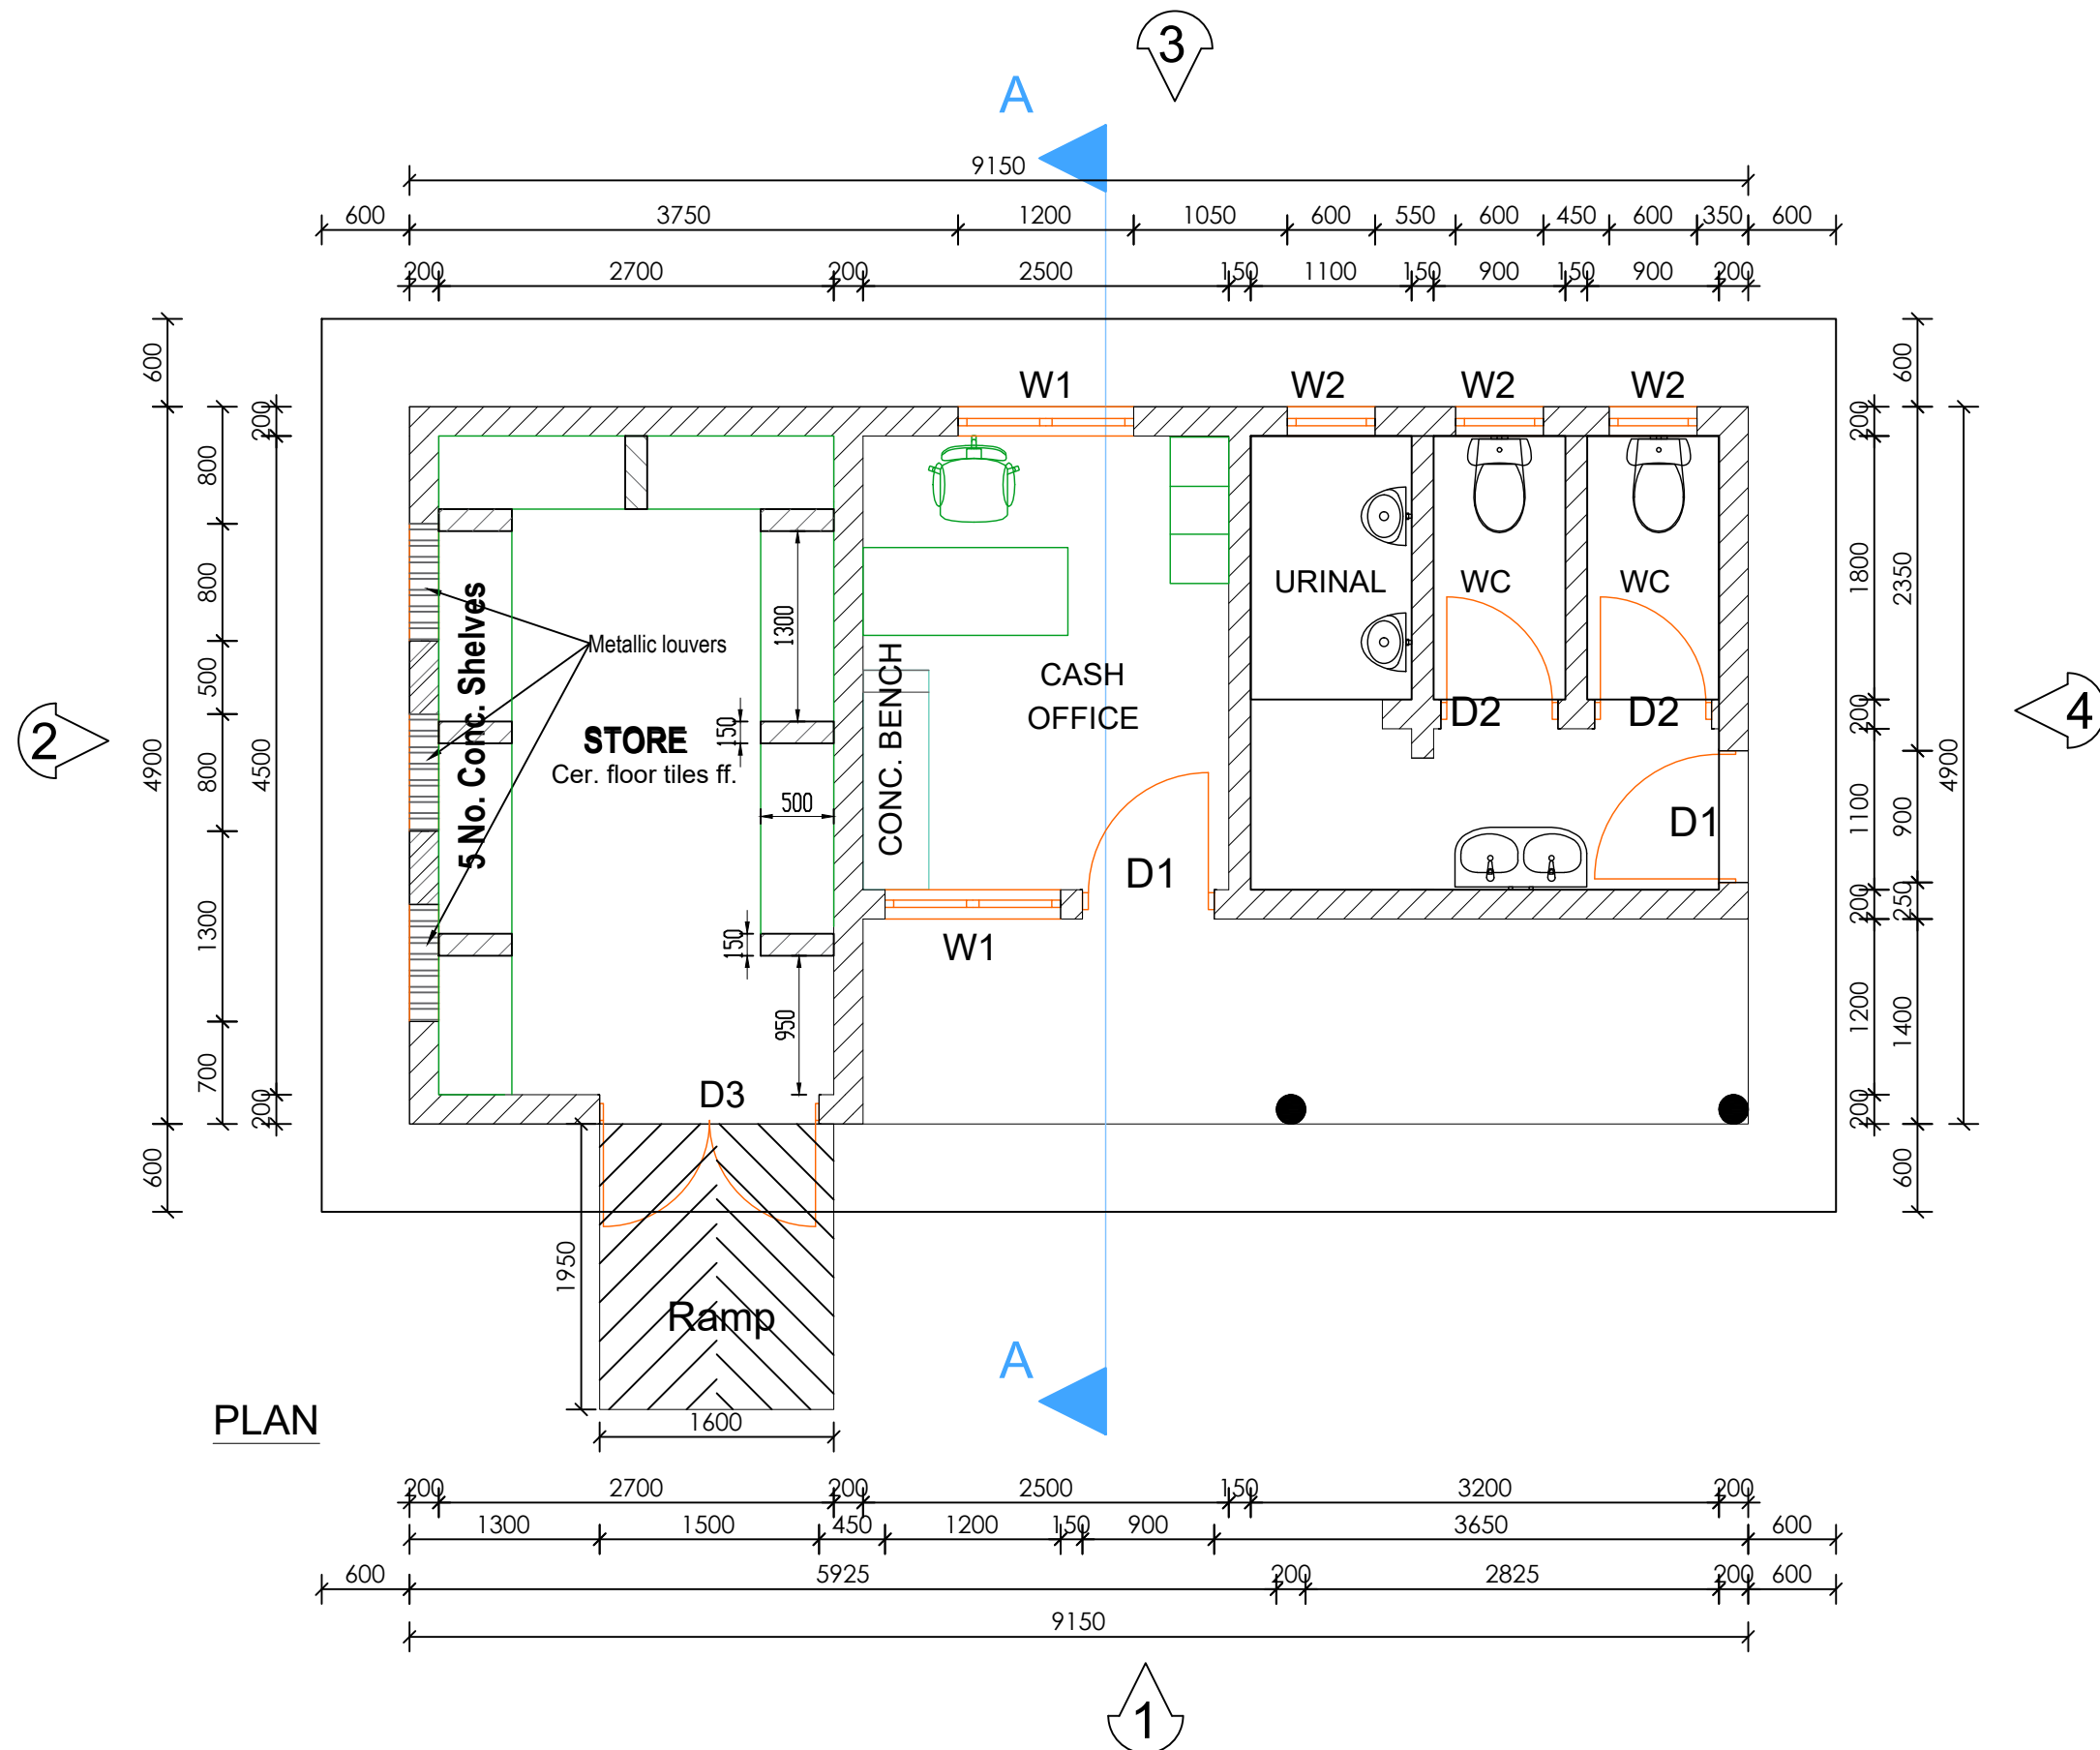 3
A
9150
600 3750 1200 1050 600 550 600 450 600 350 600
200 2700 200 2500 150 1100 150 900 150 900 200
W1 W2 W2 W2
600
4900
600
800
800
500
800
1300
700
200
4500
200
2
5 No. Conc. Shelves
Metallic louvers
STORE
Cer. floor tiles ff.
1300
150
500
150
950
D3
CONC. BENCH
CASH
OFFICE
D1
W1
URINAL
WC
WC
D2
D2
D1
200
1800
200
1100
200
1200
200
600
2350
900
250
1400
600
4900
4
1950
Ramp
1600
A
PLAN
200 2700 200 2500 150 3200 200
1300 1500 450 1200 150 900 3650 600
600 5925 200 2825 200 600
9150
1